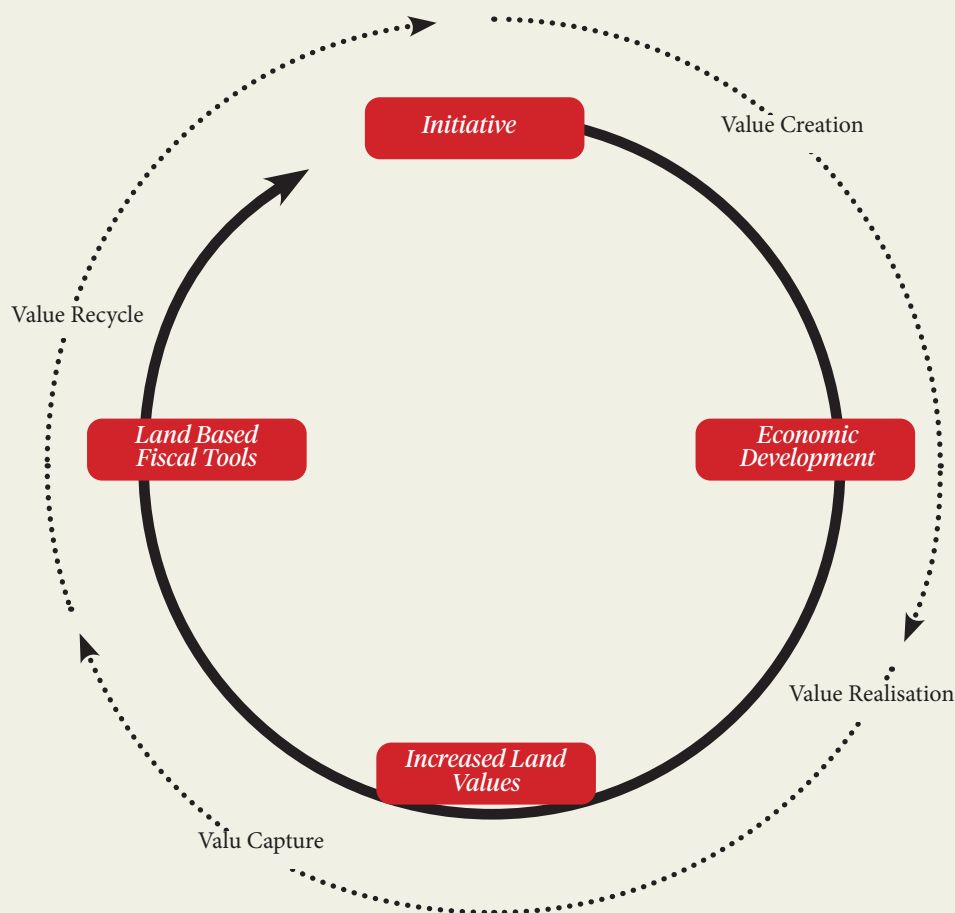 Initiative
Value Creation
Value Recycle
Land Based
Fiscal Tools
Economic
Development
Value Realisation
Increased Land
Values
Valu Capture